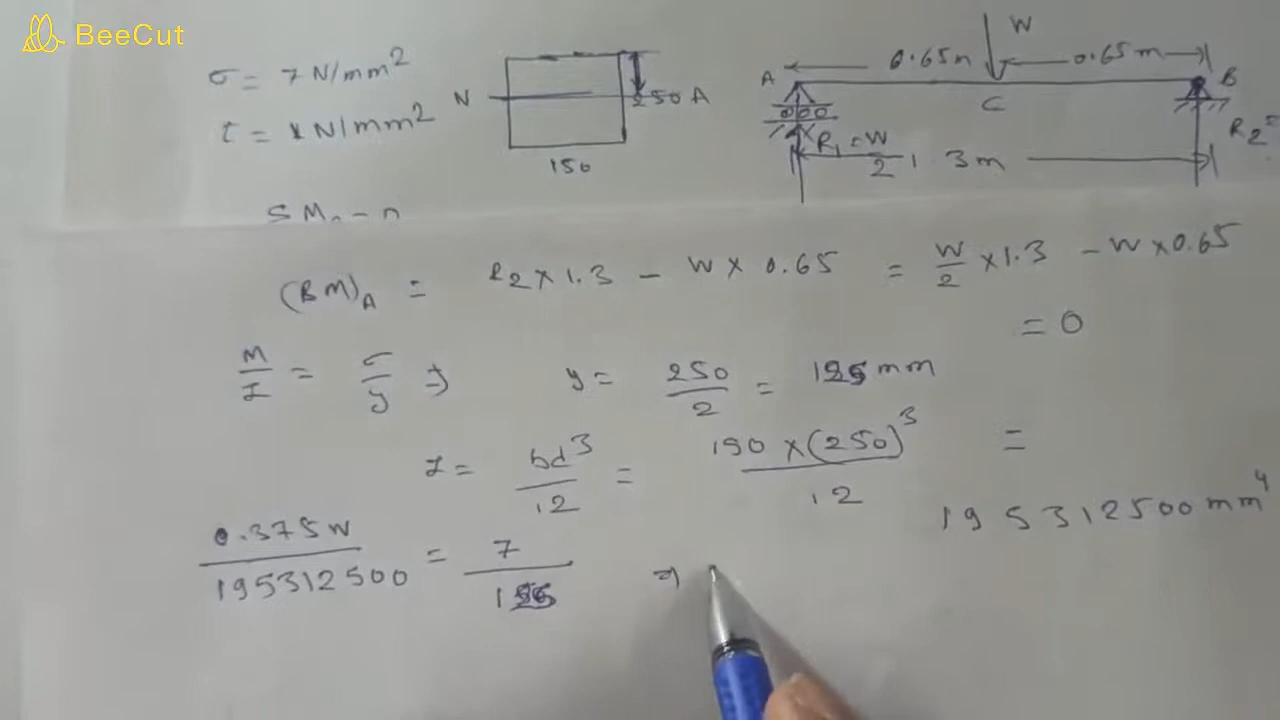 BeeCut
σ = 7 N/mm²
τ = 1 N/mm²
N 250 A
150
W
0.65m 0.65m
A B
C
R₁ = W/2
R₂ =
1.3m
(BM)A = R₂ × 1.3 - W × 0.65 = W/2 × 1.3 - W × 0.65
= 0
M/I = σ/y ⇒ y = 250/2 = 125 mm
I = bd³/12 = 150 × (250)³/12 =
195312500 mm⁴
0.375W/195312500 = 7/125 ⇒